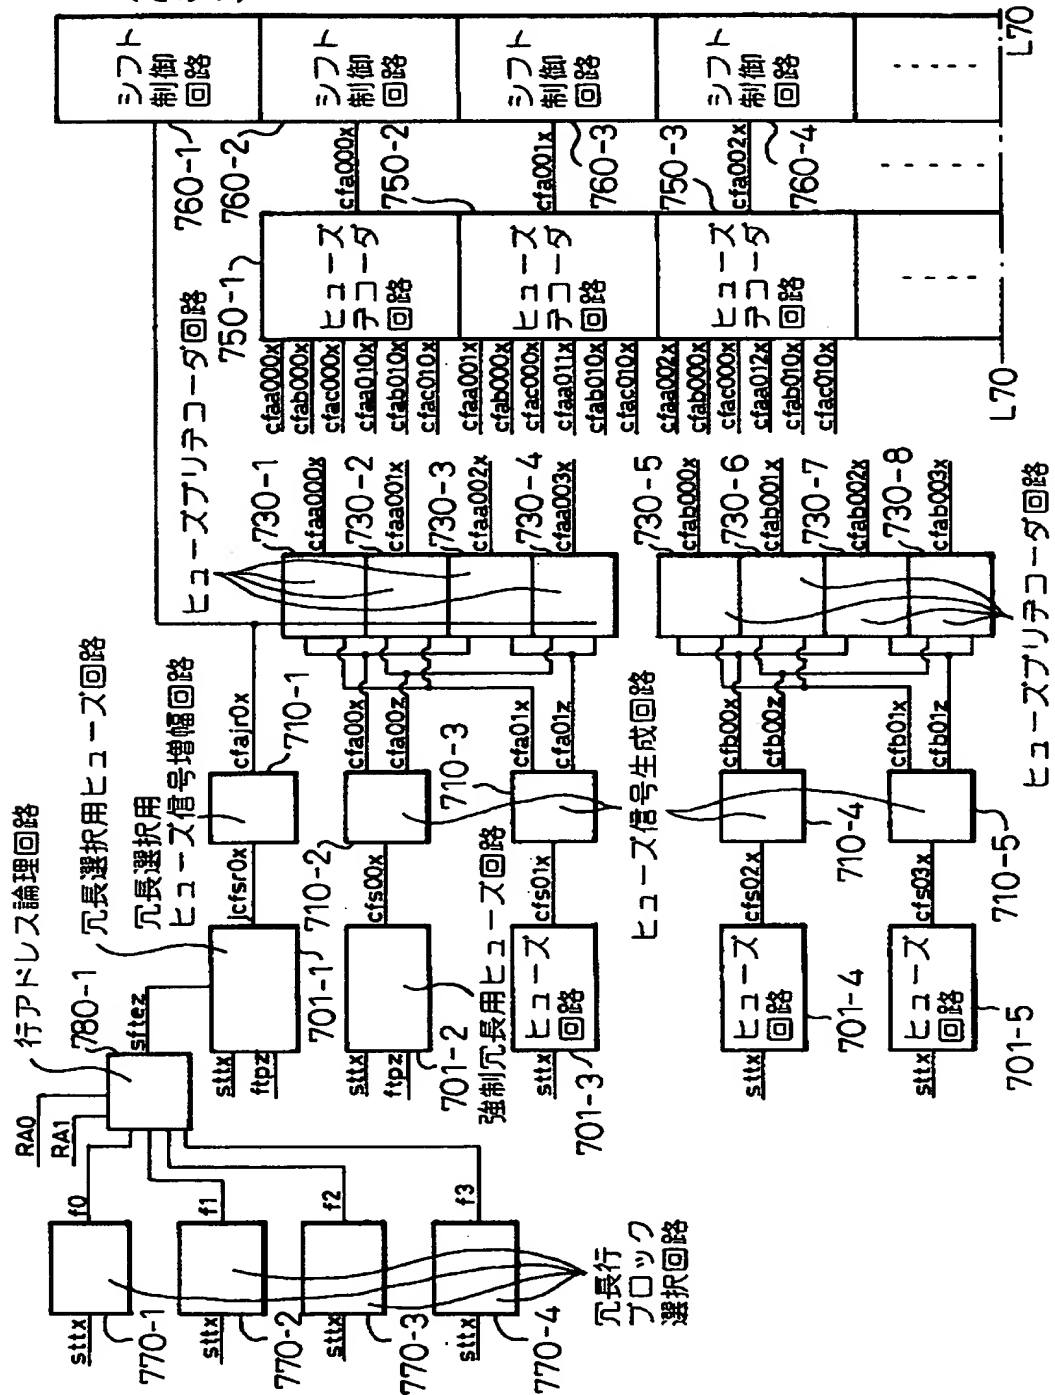 sttx
770-1
sttx
770-2
sttx
770-3
sttx
770-4
冗長行
ブロック
選択回路
f0
f1
f2
f3
RA0
RA1
行アドレス論理回路
780-1
sftez
冗長選択用ヒューズ回路
sttx
ftpz
701-1
sttx
ftpz
701-2
強制冗長用ヒューズ回路
sttx
ヒューズ
回路
701-3
sttx
ヒューズ
回路
701-4
sttx
ヒューズ
回路
701-5
冗長選択用
ヒューズ信号増幅回路
jcfsr0x
710-1
cfs00x
710-2
cfs01x
710-3
ヒューズ信号生成回路
cfs02x
710-4
cfs03x
710-5
cfajr0x
cfa00x
cfa00z
cfa01x
cfa01z
cfb00x
cfb00z
cfb01x
cfb01z
ヒューズプリデコーダ回路
730-1
cfaa000x
730-2
cfaa001x
730-3
cfaa002x
730-4
cfaa003x
730-5
cfab000x
730-6
cfab001x
730-7
cfab002x
730-8
cfab003x
ヒューズプリデコーダ回路
750-1
cfaa000x
cfab000x
cfac000x
cfaa010x
cfab010x
cfac010x
ヒューズ
デコーダ
回路
cfaa001x
cfab000x
cfac000x
cfaa011x
cfab010x
cfac010x
ヒューズ
デコーダ
回路
cfaa002x
cfab000x
cfac000x
cfaa012x
cfab010x
cfac010x
ヒューズ
デコーダ
回路
L70
760-1
760-2
cfa000x
750-2
cfa001x
760-3
750-3
cfa002x
760-4
シフト
制御
回路
シフト
制御
回路
シフト
制御
回路
シフト
制御
回路
L70